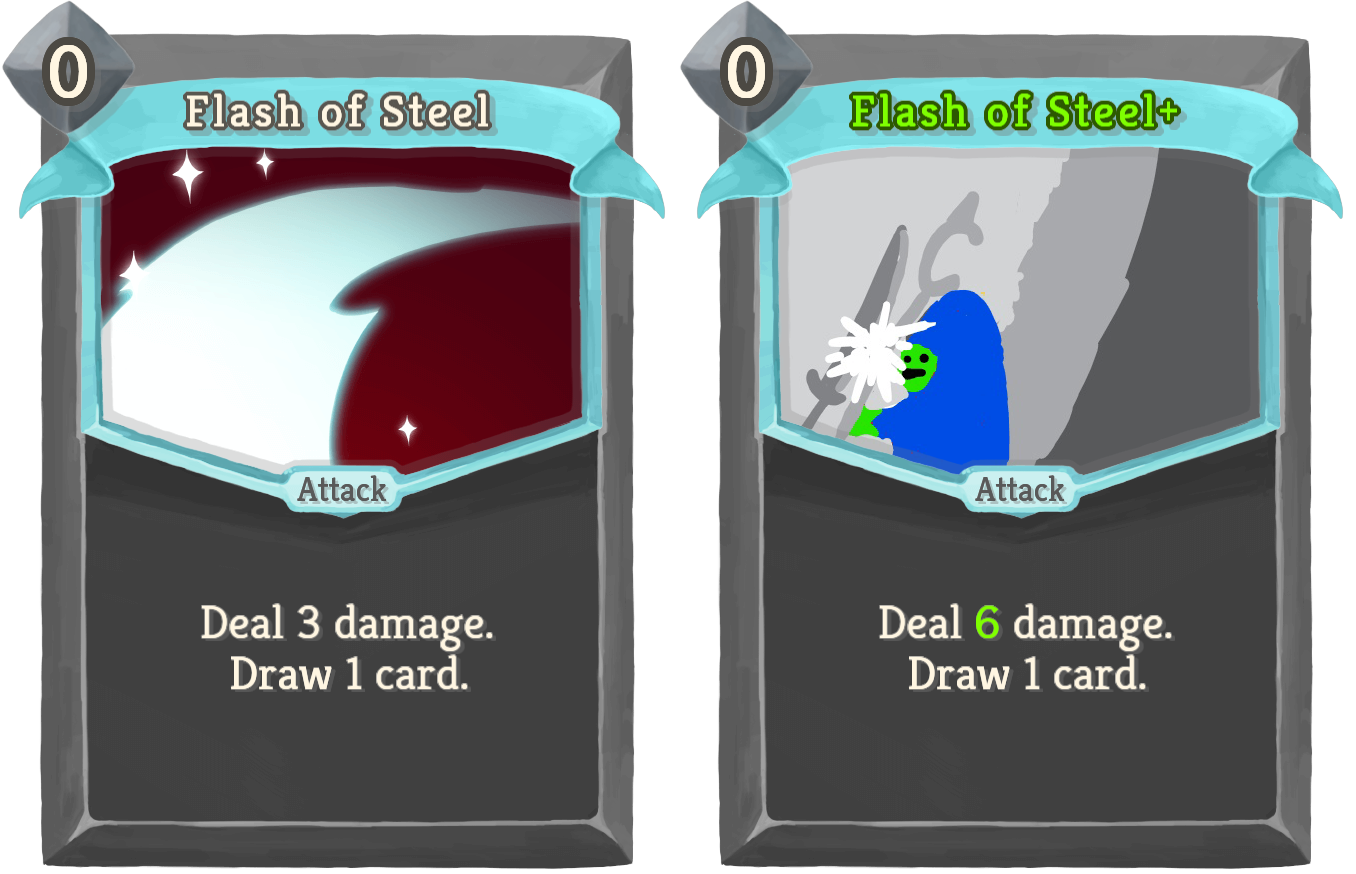 0
Flash of Steel
Attack
Deal 3 damage.
Draw 1 card.
0
Flash of Steel+
Attack
Deal 6 damage.
Draw 1 card.